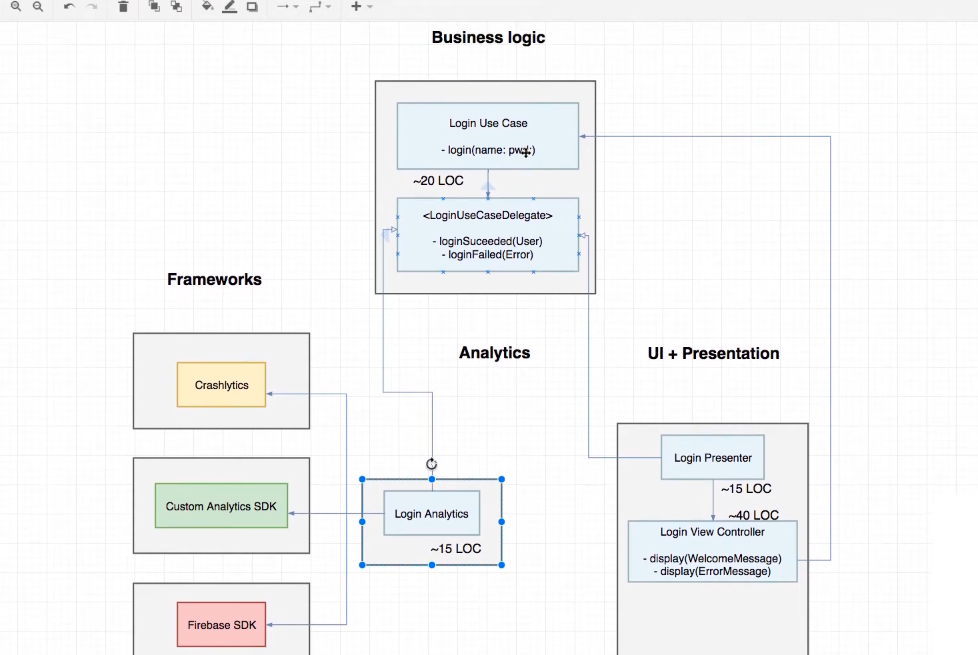 Business logic
Login Use Case
- login(name: pwd:)
~20 LOC
<LoginUseCaseDelegate>
- loginSuceeded(User)
- loginFailed(Error)
Frameworks
Crashlytics
Custom Analytics SDK
Firebase SDK
Analytics
Login Analytics
~15 LOC
UI + Presentation
Login Presenter
~15 LOC
~40 LOC
Login View Controller
- display(WelcomeMessage)
- display(ErrorMessage)